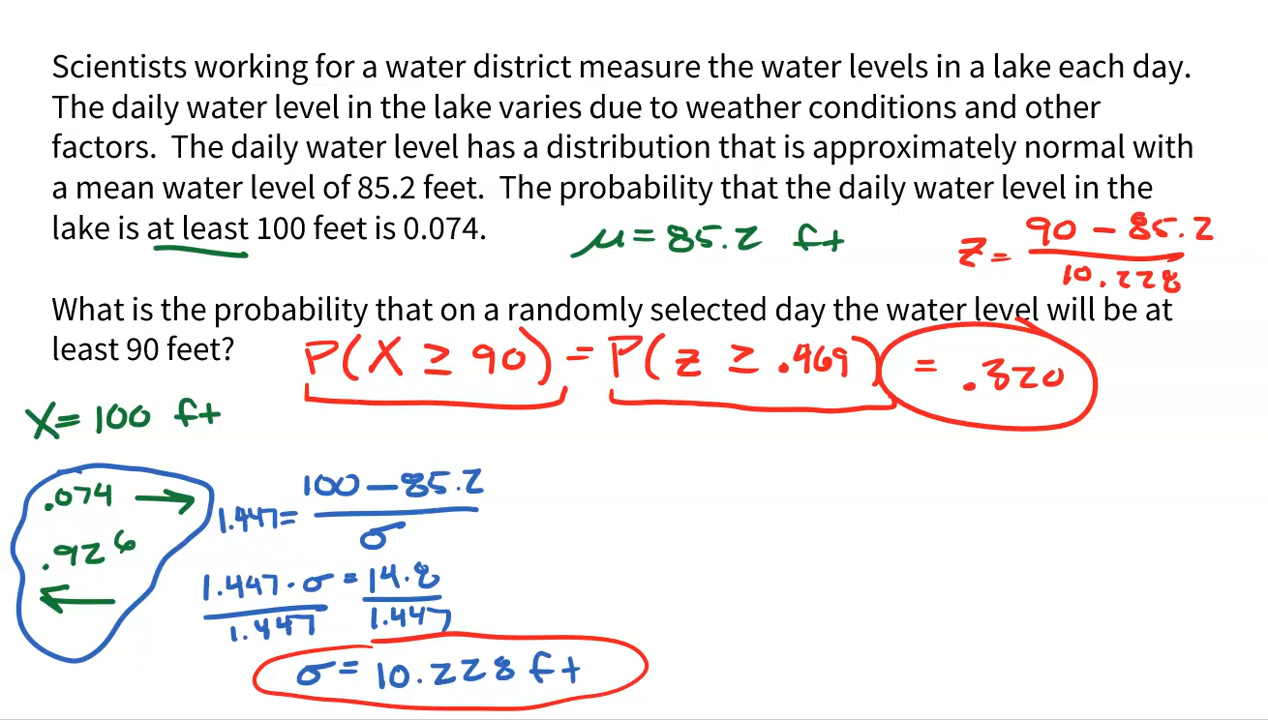 Scientists working for a water district measure the water levels in a lake each day.
The daily water level in the lake varies due to weather conditions and other
factors. The daily water level has a distribution that is approximately normal with
a mean water level of 85.2 feet. The probability that the daily water level in the
lake is at least 100 feet is 0.074.
μ = 85.2 ft
z = (90 - 85.2) / 10.228
What is the probability that on a randomly selected day the water level will be at
least 90 feet?
P(X ≥ 90) = P(z ≥ .469) = .320
X = 100 ft
.074 →
.926
←
1.447 = (100 - 85.2) / σ
1.447 · σ = 14.8
1.447 1.447
σ = 10.228 ft